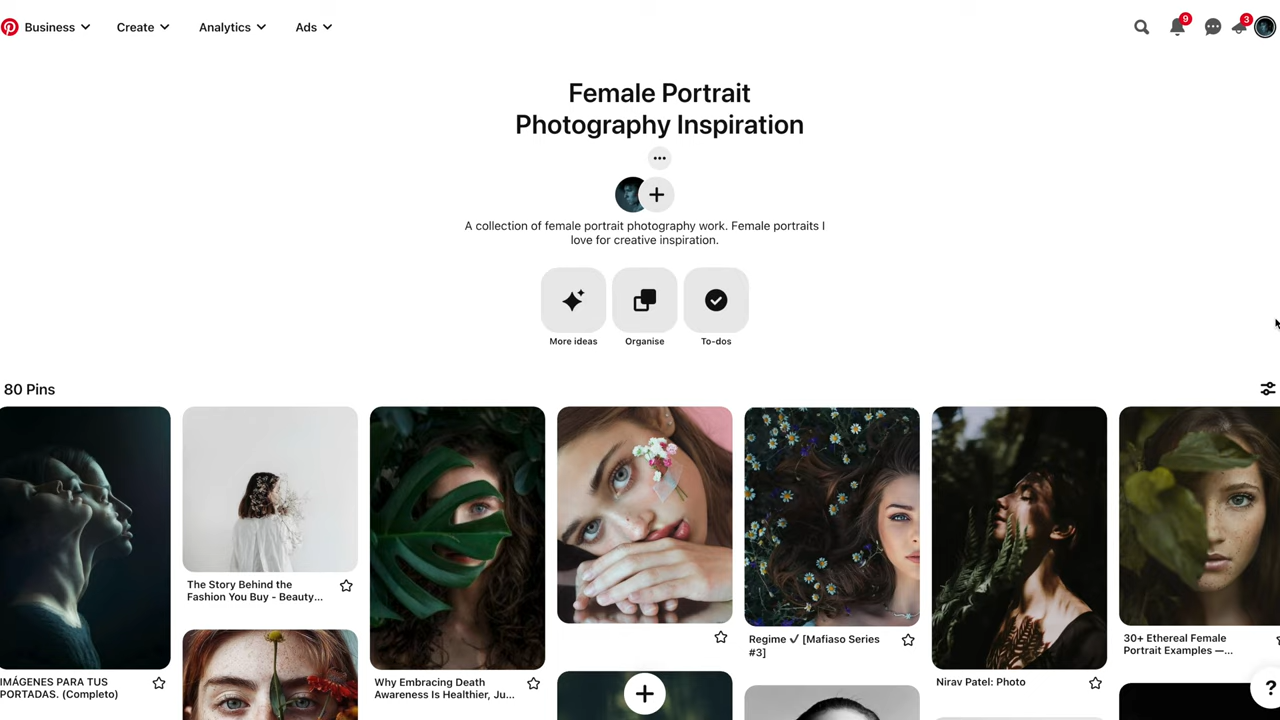 Business
Create
Analytics
Ads
9
3
Female Portrait
Photography Inspiration
A collection of female portrait photography work. Female portraits I
love for creative inspiration.
More ideas
Organise
To-dos
80 Pins
IMÁGENES PARA TUS
PORTADAS. (Completo)
The Story Behind the
Fashion You Buy - Beauty...
Why Embracing Death
Awareness Is Healthier, Ju...
Regime ✓ [Mafiaso Series
#3]
Nirav Patel: Photo
30+ Ethereal Female
Portrait Examples —...
?